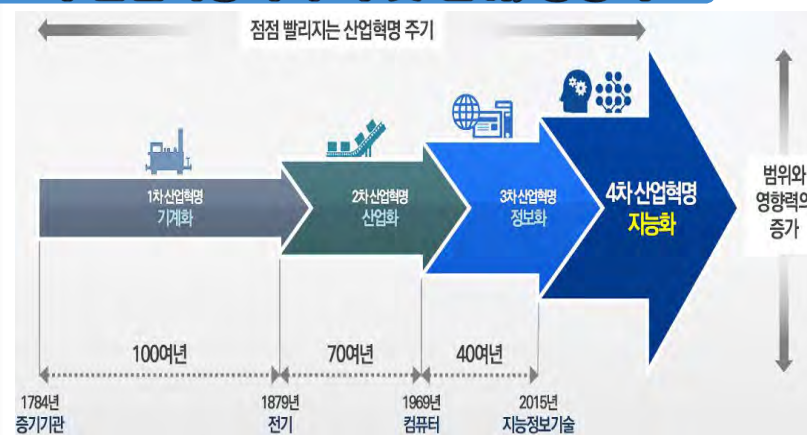 점점 빨라지는 산업혁명 주기
1차 산업혁명
기계화
2차 산업혁명
산업화
3차 산업혁명
정보화
4차 산업혁명
지능화
범위와
영향력의
증가
100여년
70여년
40여년
1784년
증기기관
1879년
전기
1969년
컴퓨터
2015년
지능정보기술